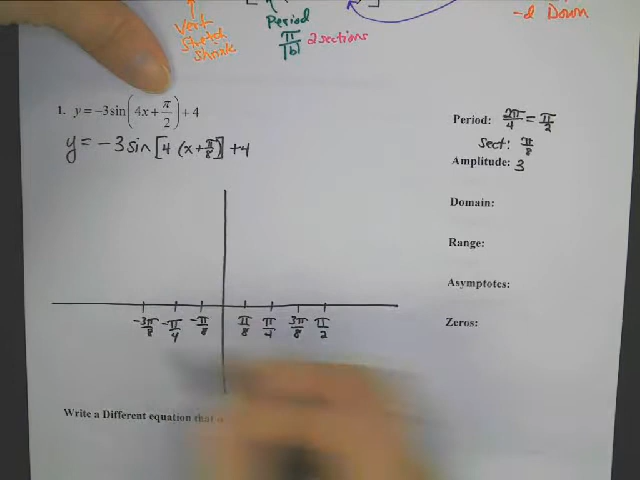 Vert Stretch Shrink
Period
π/|b| 2 sections
-d Down
1. y = -3sin(4x + π/2) + 4
y = -3 sin [4 (x + π/8)] + 4
Period: 2π/4 = π/2
Sect: π/8
Amplitude: 3
Domain:
Range:
Asymptotes:
Zeros:
-3π/8 -π/4 -π/8 π/8 π/4 3π/8 π/2
Write a Different equation that